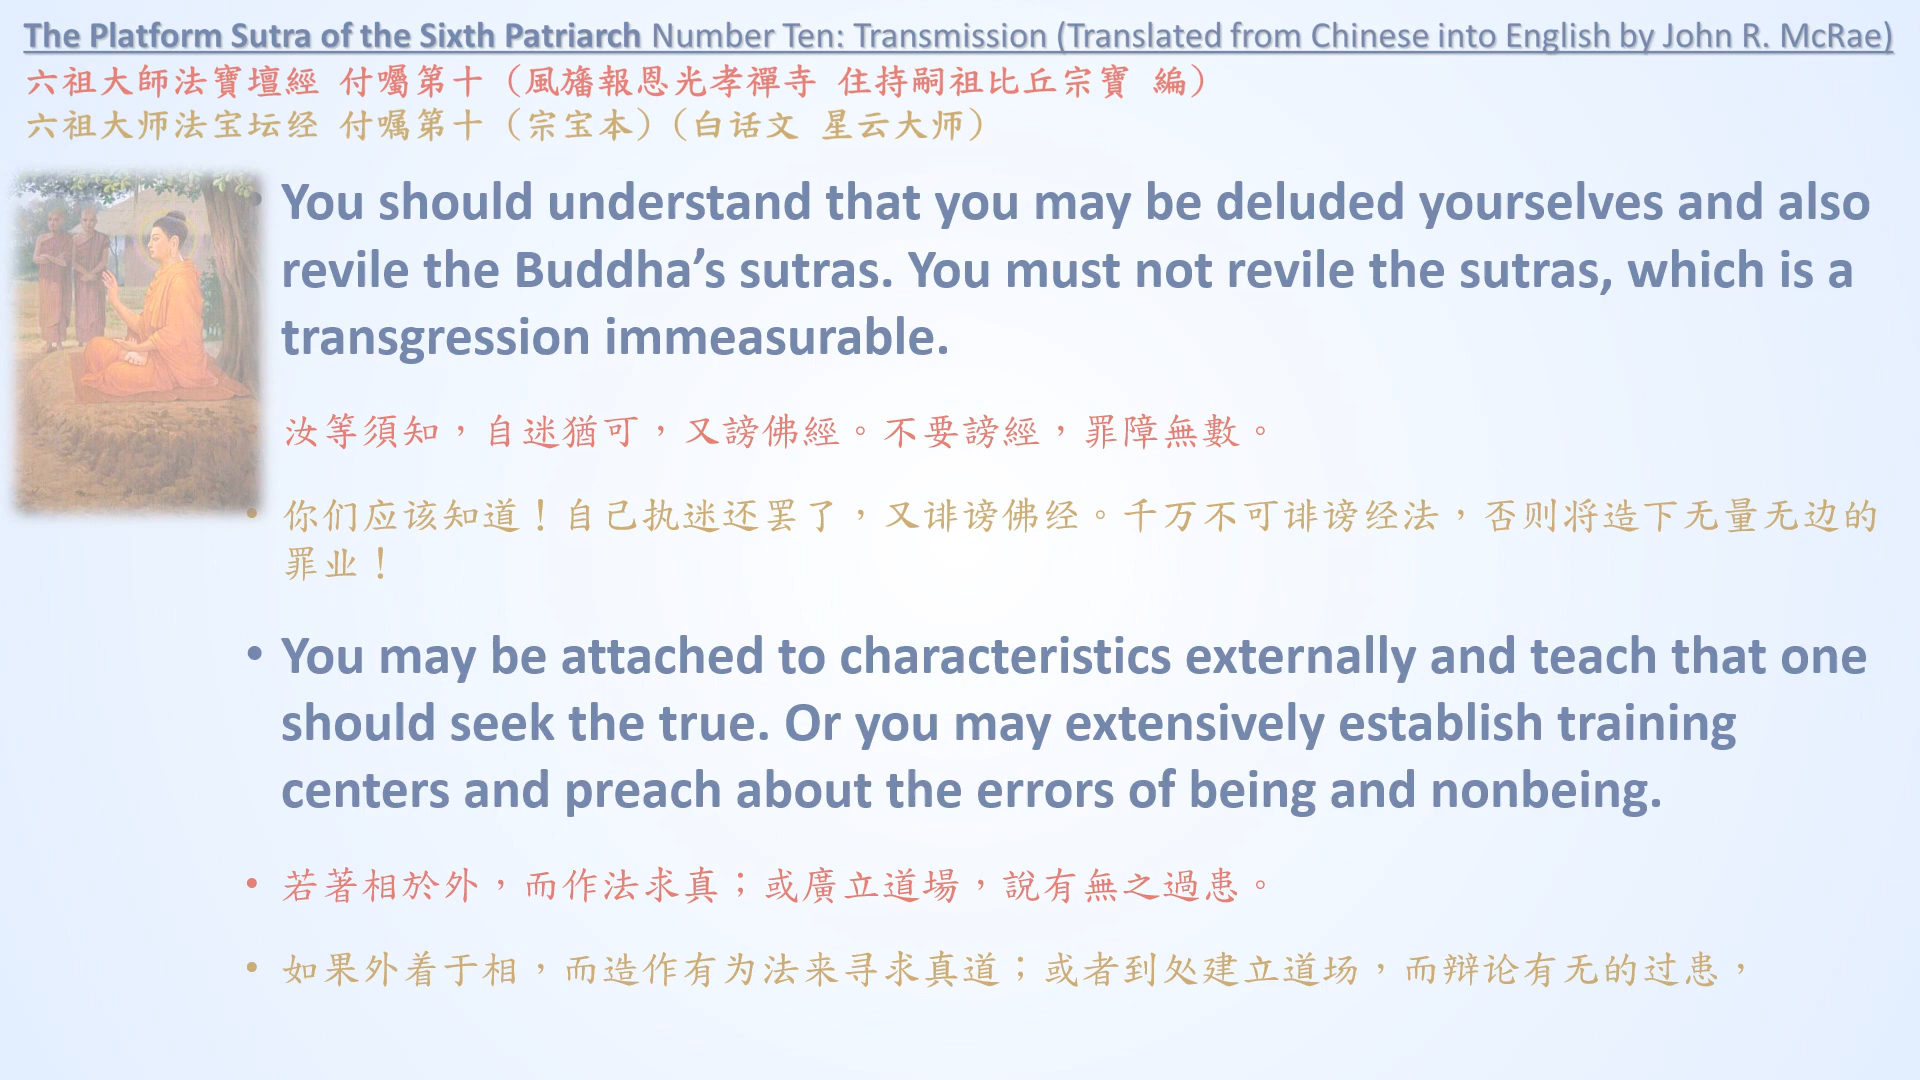 The Platform Sutra of the Sixth Patriarch Number Ten: Transmission (Translated from Chinese into English by John R. McRae)
六祖大師法寶壇經 付囑第十（風旛報恩光孝禪寺 住持嗣祖比丘宗寶 編）
六祖大师法宝坛经 付嘱第十（宗宝本）（白话文 星云大师）
You should understand that you may be deluded yourselves and also
revile the Buddha’s sutras. You must not revile the sutras, which is a
transgression immeasurable.
汝等須知，自迷猶可，又謗佛經。不要謗經，罪障無數。
• 你们应该知道！自己执迷还罢了，又诽谤佛经。千万不可诽谤经法，否则将造下无量无边的
罪业！
• You may be attached to characteristics externally and teach that one
should seek the true. Or you may extensively establish training
centers and preach about the errors of being and nonbeing.
• 若著相於外，而作法求真；或廣立道場，說有無之過患。
• 如果外着于相，而造作有为法来寻求真道；或者到处建立道场，而辩论有无的过患，